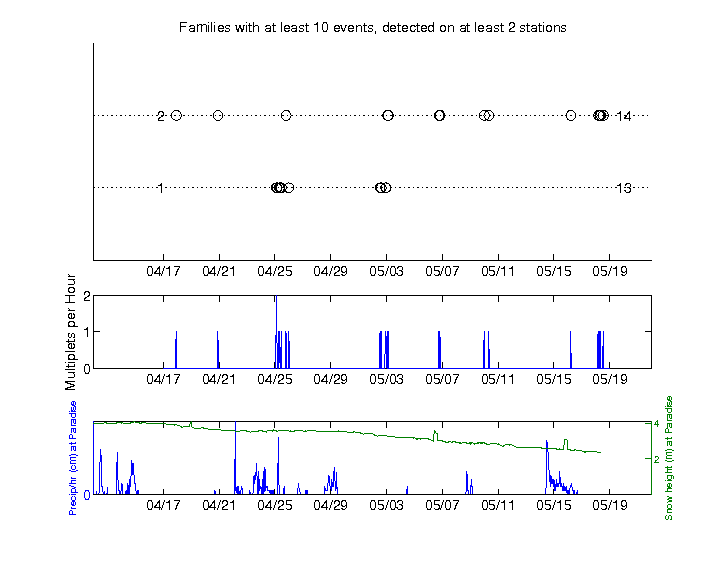 Families with at least 10 events, detected on at least 2 stations
2 14
1 13
04/17 04/21 04/25 04/29 05/03 05/07 05/11 05/15 05/19
Multiplets per Hour
2
1
0
04/17 04/21 04/25 04/29 05/03 05/07 05/11 05/15 05/19
Precip/hr (cm) at Paradise
0
4
2
Snow height (m) at Paradise
04/17 04/21 04/25 04/29 05/03 05/07 05/11 05/15 05/19